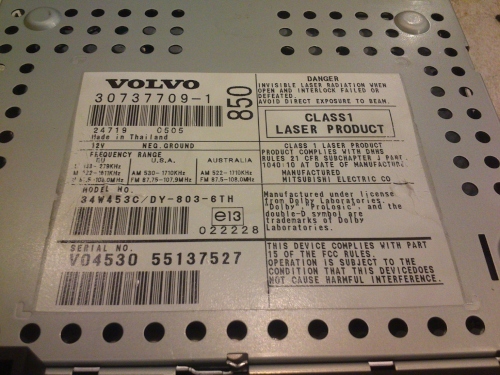 VOLVO
30737709-1
850
24719 C505
Made in Thailand
12V NEG.GROUND
FREQUENCY RANGE
U.S.A. AUSTRALIA
AM 530-1710KHz AM 522-1710KHz
FM 87.75-107.9MHz FM 87.5-108.0MHz
MODEL NO.
34W453C/DY-803-6TH
e13
022228
SERIAL NO.
V04530 55137527
DANGER
INVISIBLE LASER RADIATION WHEN
OPEN AND INTERLOCK FAILED OR
DEFEATED
AVOID DIRECT EXPOSURE TO BEAM.
CLASS1
LASER PRODUCT
CLASS 1 LASER PRODUCT
PRODUCT COMPLIES WITH DHHS
RULES 21 CFR SUBCHAPTER J PART
1040:10 AT DATE OF MANUFACTURE.
MANUFACTURED
MITSUBISHI ELECTRIC CO
Manufactured under license
from Dolby Laboratories.
"Dolby", "ProLogic", and the
double-D symbol are
trademarks of Dolby
Laboratories.
THIS DEVICE COMPLIES WITH PART
15 OF THE FCC RULES.
OPERATION IS SUBJECT TO THE
CONDITION THAT THIS DEVICEDOES
NOT CAUSE HARMFUL INTERFERENCE.